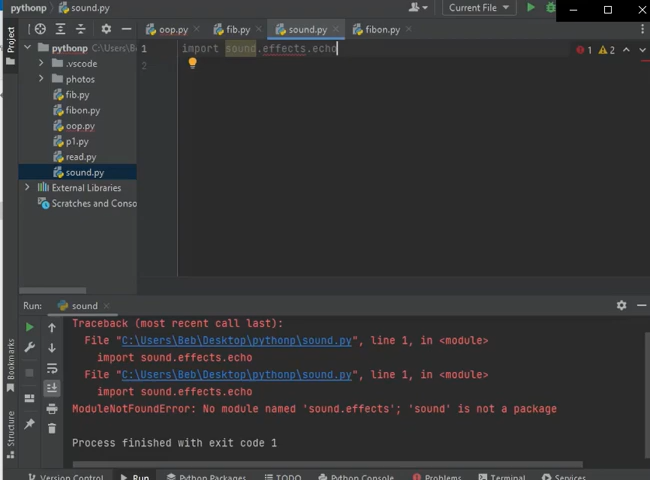 pythonp
sound.py
Current File
Project
oop.py
fib.py
sound.py
fibon.py
pythonp C:\Users
.vscode
photos
fib.py
fibon.py
oop.py
p1.py
read.py
sound.py
External Libraries
Scratches and Conso
1
2
import sound.effects.echo
1
2
Run:
sound
Traceback (most recent call last):
File "C:\Users\Beb\Desktop\pythonp\sound.py", line 1, in <module>
import sound.effects.echo
File "C:\Users\Beb\Desktop\pythonp\sound.py", line 1, in <module>
import sound.effects.echo
ModuleNotFoundError: No module named 'sound.effects'; 'sound' is not a package
Process finished with exit code 1
Bookmarks
Structure
Version Control
Run
Python Packages
TODO
Python Console
Problems
Terminal
Services